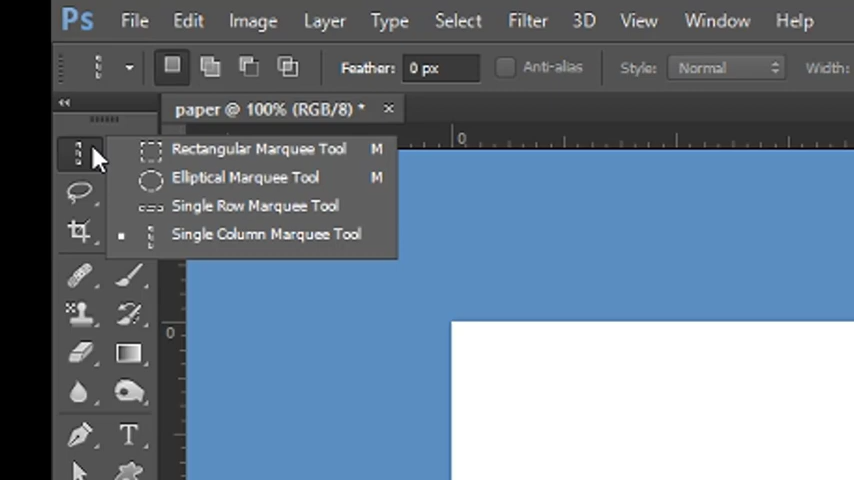 Ps File Edit Image Layer Type Select Filter 3D View Window Help
Feather: 0 px Anti-alias Style: Normal Width:
paper @ 100% (RGB/8) * ×
0
Rectangular Marquee Tool M
Elliptical Marquee Tool M
Single Row Marquee Tool
Single Column Marquee Tool
0
T